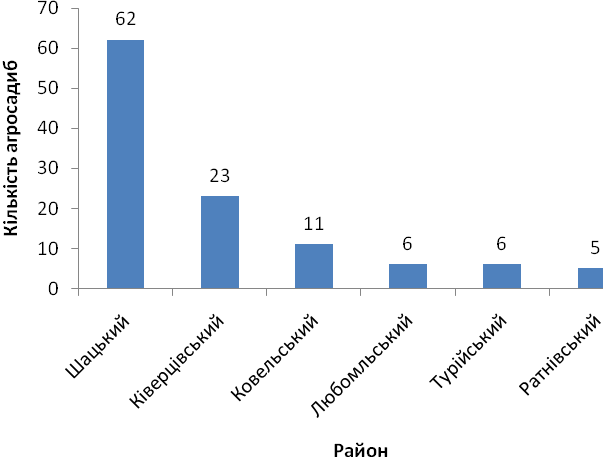 Кількість агросадиб
70
60
50
40
30
20
10
0
62
23
11
6
6
5
Шацький
Ківерцівський
Ковельський
Любомльський
Турійський
Ратнівський
Район